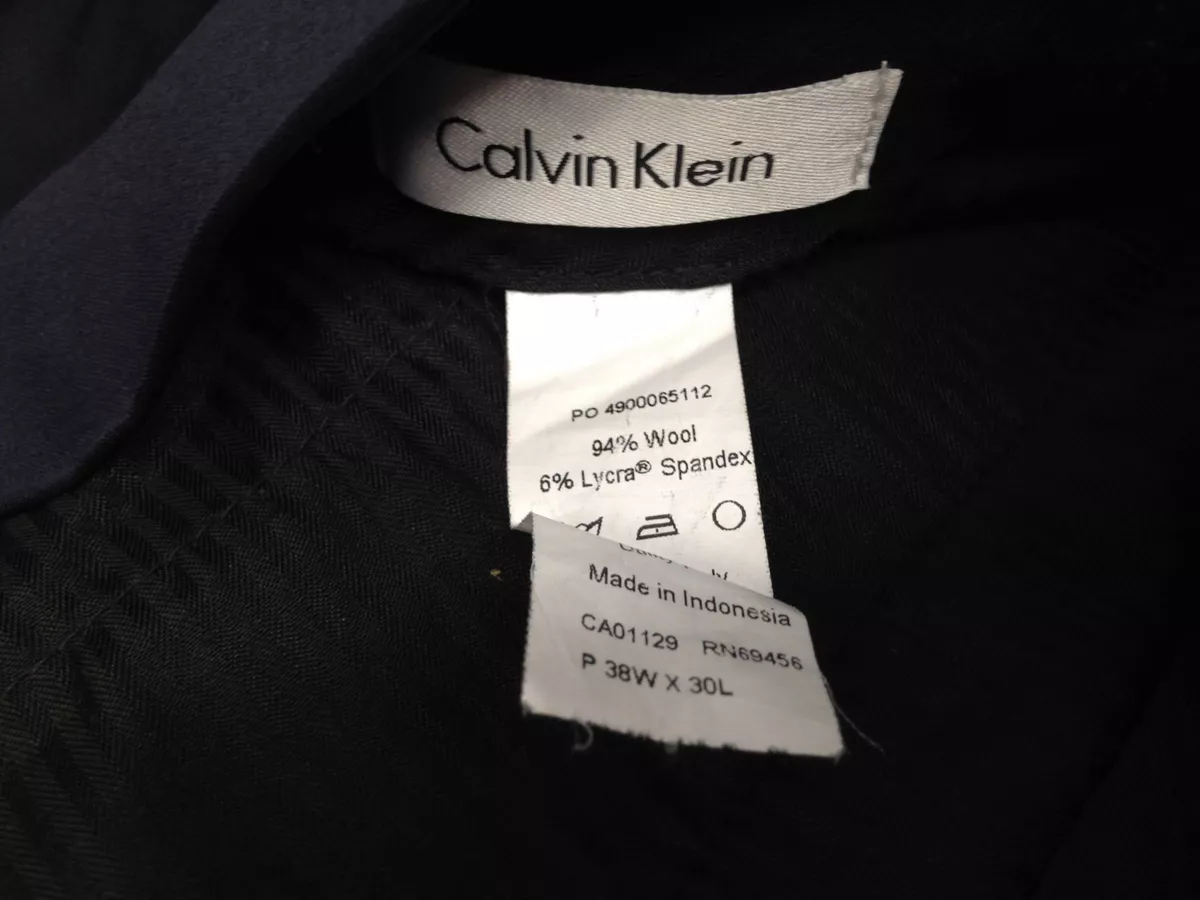 Calvin Klein
PO 4900065112
94% Wool
6% Lycra® Spandex
Made in Indonesia
CA01129 RN69456
P 38W X 30L